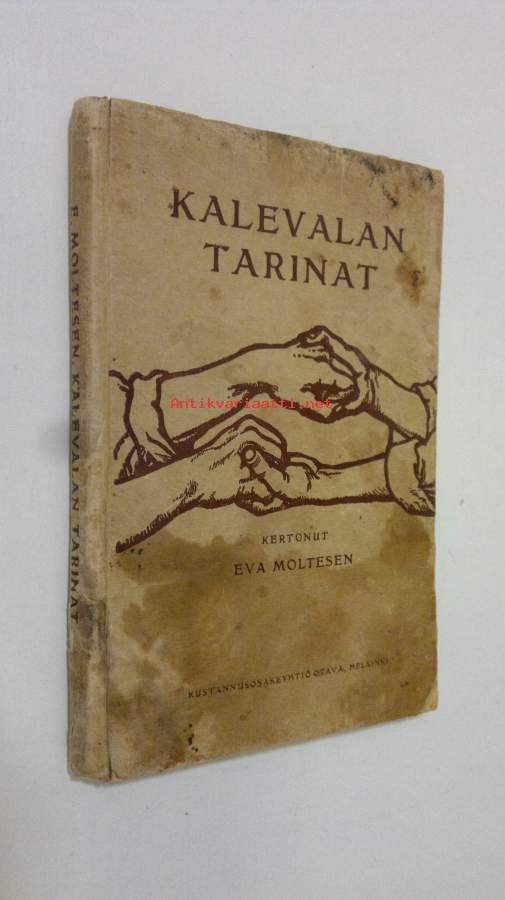 E. MOLTESEN, KALEVALAN TARINAT
KALEVALAN
TARINAT
Antikvariaatti.net
KERTONUT
EVA MOLTESEN
KUSTANNUSOSAKEYHTIÖ OTAVA, HELSINKI